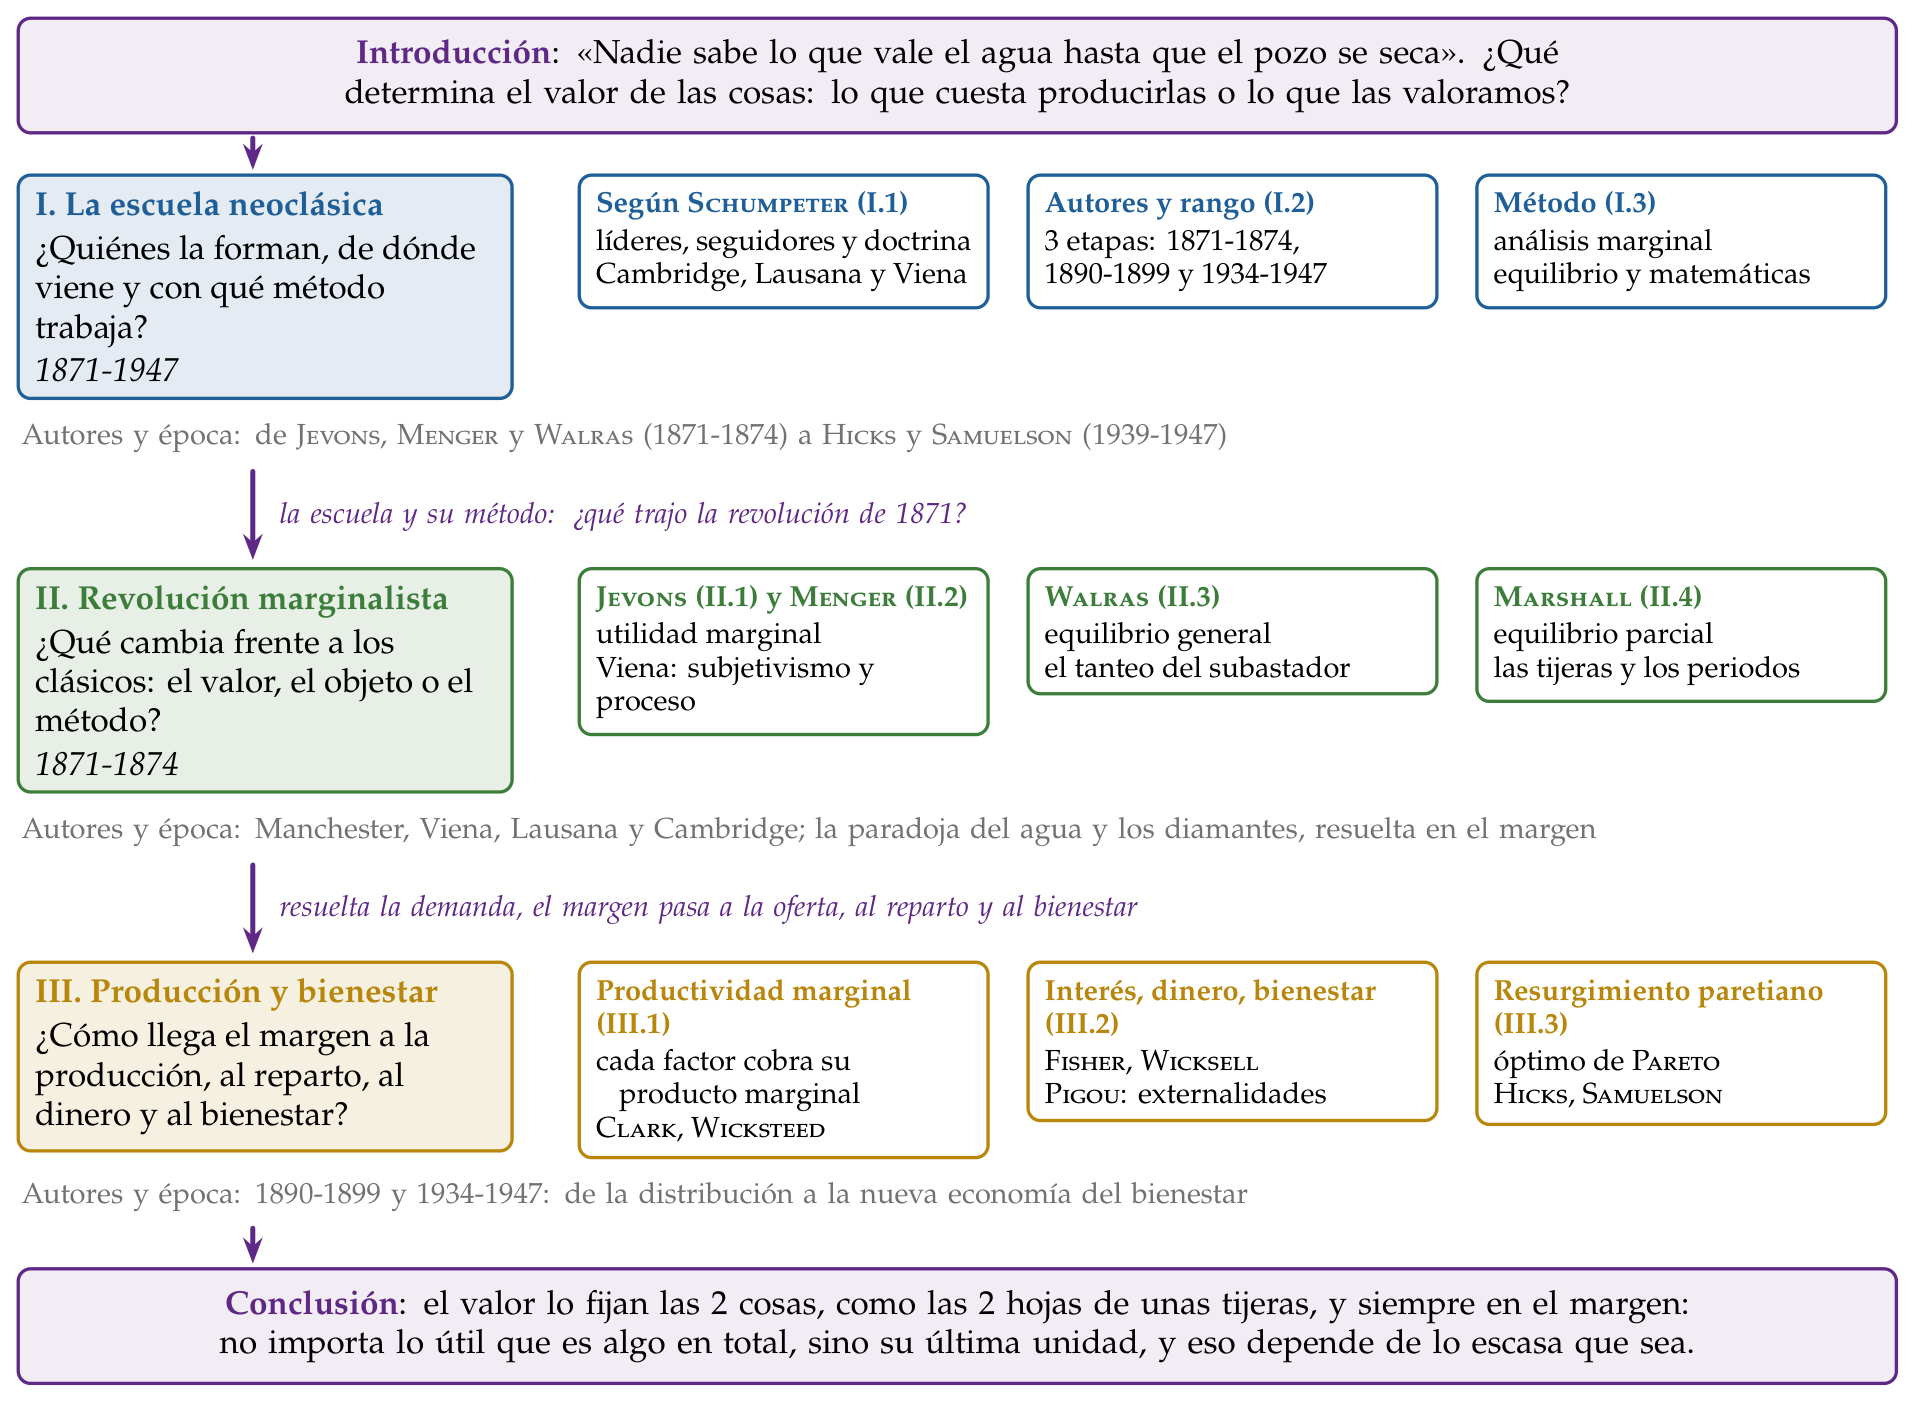 Introducción: «Nadie sabe lo que vale el agua hasta que el pozo se seca». ¿Qué
determina el valor de las cosas: lo que cuesta producirlas o lo que las valoramos?
I. La escuela neoclásica
¿Quiénes la forman, de dónde
viene y con qué método
trabaja?
1871-1947
Según Schumpeter (I.1)
líderes, seguidores y doctrina
Cambridge, Lausana y Viena
Autores y rango (I.2)
3 etapas: 1871-1874,
1890-1899 y 1934-1947
Método (I.3)
análisis marginal
equilibrio y matemáticas
Autores y época: de Jevons, Menger y Walras (1871-1874) a Hicks y Samuelson (1939-1947)
la escuela y su método: ¿qué trajo la revolución de 1871?
II. Revolución marginalista
¿Qué cambia frente a los
clásicos: el valor, el objeto o el
método?
1871-1874
Jevons (II.1) y Menger (II.2)
utilidad marginal
Viena: subjetivismo y
proceso
Walras (II.3)
equilibrio general
el tanteo del subastador
Marshall (II.4)
equilibrio parcial
las tijeras y los periodos
Autores y época: Manchester, Viena, Lausana y Cambridge; la paradoja del agua y los diamantes, resuelta en el margen
resuelta la demanda, el margen pasa a la oferta, al reparto y al bienestar
III. Producción y bienestar
¿Cómo llega el margen a la
producción, al reparto, al
dinero y al bienestar?
Productividad marginal
(III.1)
cada factor cobra su
producto marginal
Clark, Wicksteed
Interés, dinero, bienestar
(III.2)
Fisher, Wicksell
Pigou: externalidades
Resurgimiento paretiano
(III.3)
óptimo de Pareto
Hicks, Samuelson
Autores y época: 1890-1899 y 1934-1947: de la distribución a la nueva economía del bienestar
Conclusión: el valor lo fijan las 2 cosas, como las 2 hojas de unas tijeras, y siempre en el margen:
no importa lo útil que es algo en total, sino su última unidad, y eso depende de lo escasa que sea.